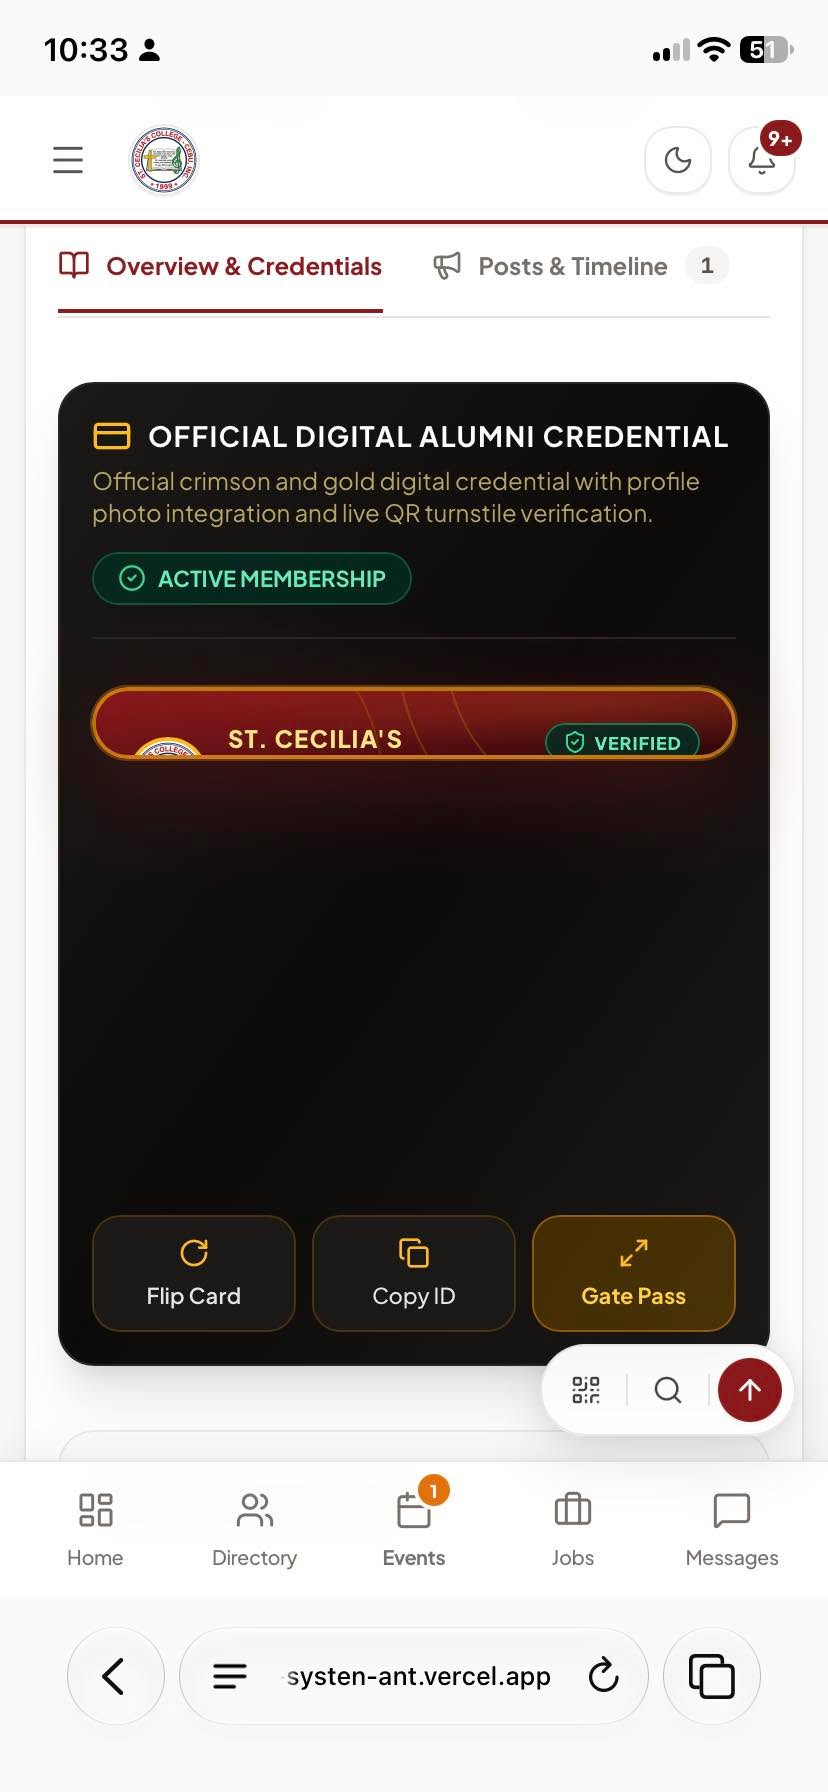 10:33
51
9+
Overview & Credentials
Posts & Timeline 1
OFFICIAL DIGITAL ALUMNI CREDENTIAL
Official crimson and gold digital credential with profile
photo integration and live QR turnstile verification.
ACTIVE MEMBERSHIP
ST. CECILIA'S
VERIFIED
Flip Card
Copy ID
Gate Pass
1
Home
Directory
Events
Jobs
Messages
systen-ant.vercel.app